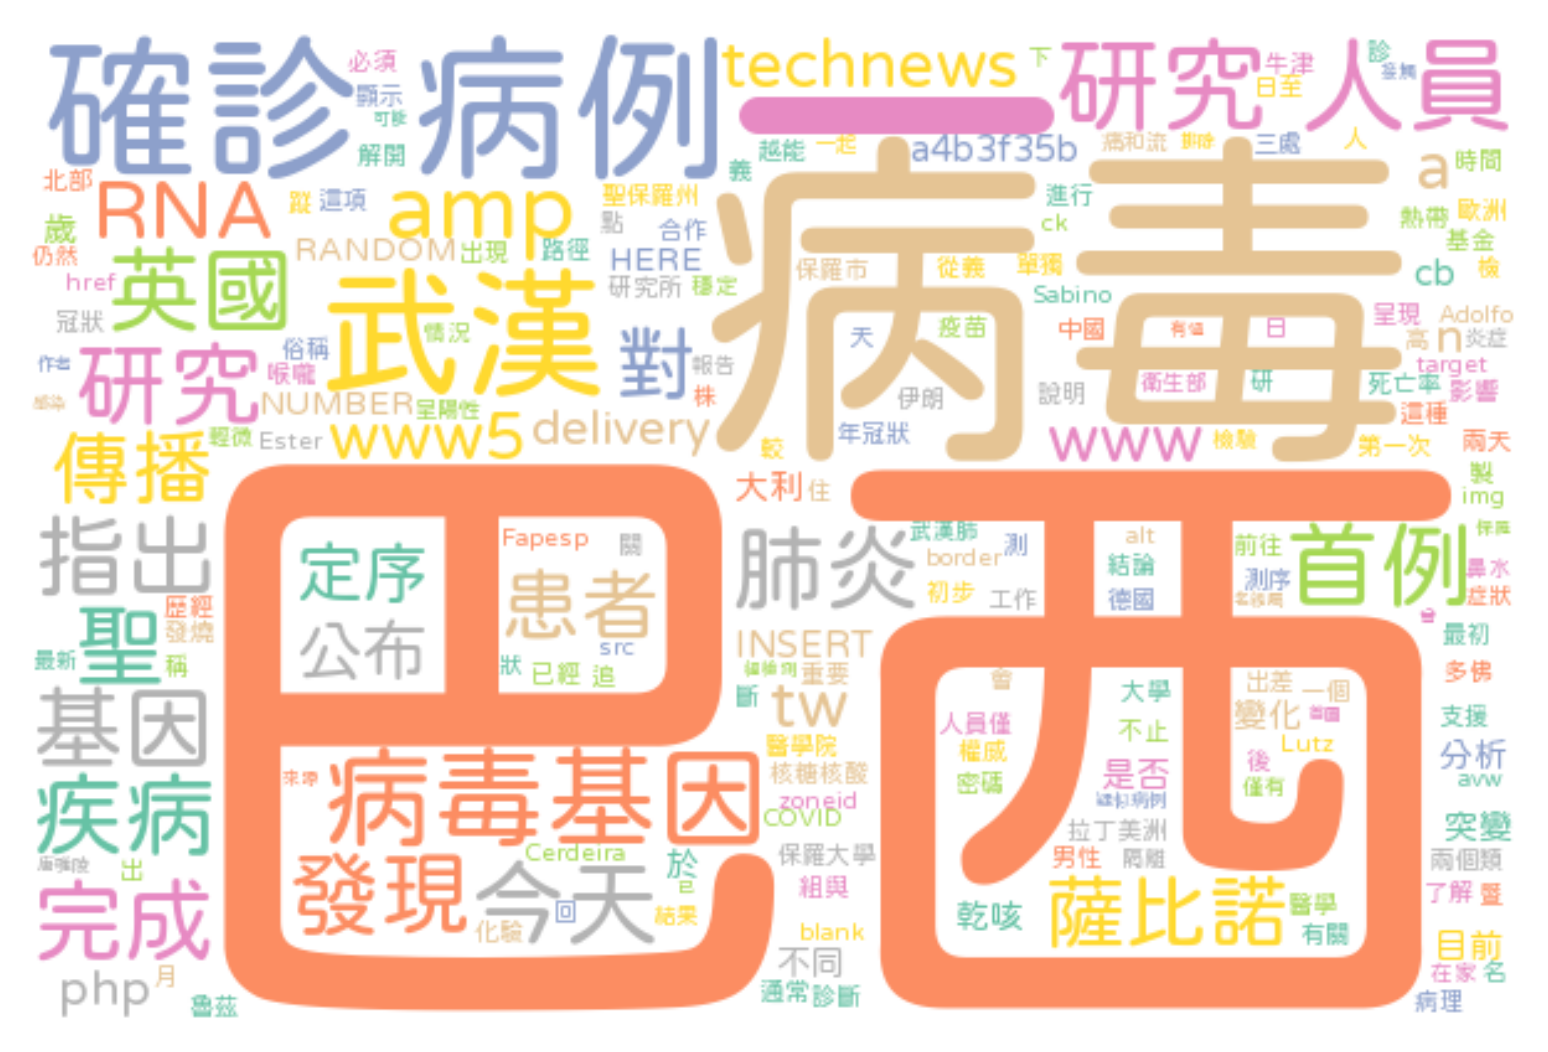 確診病例
必須
顯示
可能
解開
technews
下
研究人員
牛津
日至
診
接觸
北部
RNA
蹤
這項
amp
聖保羅州
點
合作
義
越能
一起
a4b3f35b
痛和流
三處
人
a
時間
歲
仍然
RANDOM
出現
路徑
HERE
研究所
穩定
病毒
進行
ck
熱帶
歐洲
基金
cb
檢
href
英國
冠狀
武漢
情況
俗稱
喉嚨
對
報告
株
保羅市
從義
單獨
Sabino
天
疫苗
中國
日
呈現
Adolfo
高
n
炎症
作者
研究
感染
NUMBER
呈陽性
輕微
Ester
www5
delivery
伊朗
年冠狀
較
說明
衛生部
研
死亡率
target
影響
這種
www
檢驗
第一次
兩天
傳播
巴西
大利
住
製
img
指出
定序
公布
Fapesp
關
患者
src
狀
已經
追
肺炎
武漢肺
border
測
初步
工作
alt
結論
德國
前往
測序
首例
鼻水
症狀
歷經
發燒
聖
最新
稱
INSERT
重要
斷
tw
最初
多佛
基因
醫學院
核糖核酸
zoneid
COVID
會
大學
出差
一個
變化
人員僅
權威
密碼
不止
是否
後
Lutz
僅有
支援
分析
avw
疾病
病毒基因
發現
Cerdeira
今天
回
於
結果
化驗
保羅大學
組與
拉丁美洲
男性
隔離
突變
兩個類
出
完成
乾咳
薩比諾
醫學
有關
了解
暨
目前
在家
名
php
月
魯茲
blank
不同
通常
診斷
病理